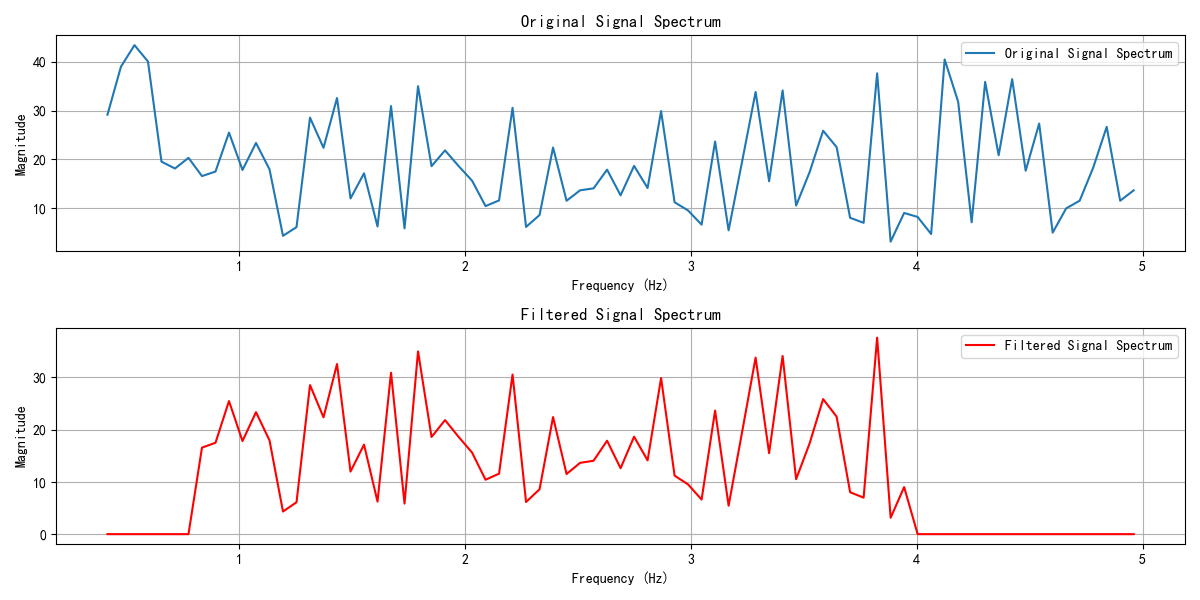 Original Signal Spectrum
Original Signal Spectrum
40
30
20
10
Magnitude
1 2 3 4 5
Frequency (Hz)
Filtered Signal Spectrum
Filtered Signal Spectrum
30
20
10
0
Magnitude
1 2 3 4 5
Frequency (Hz)